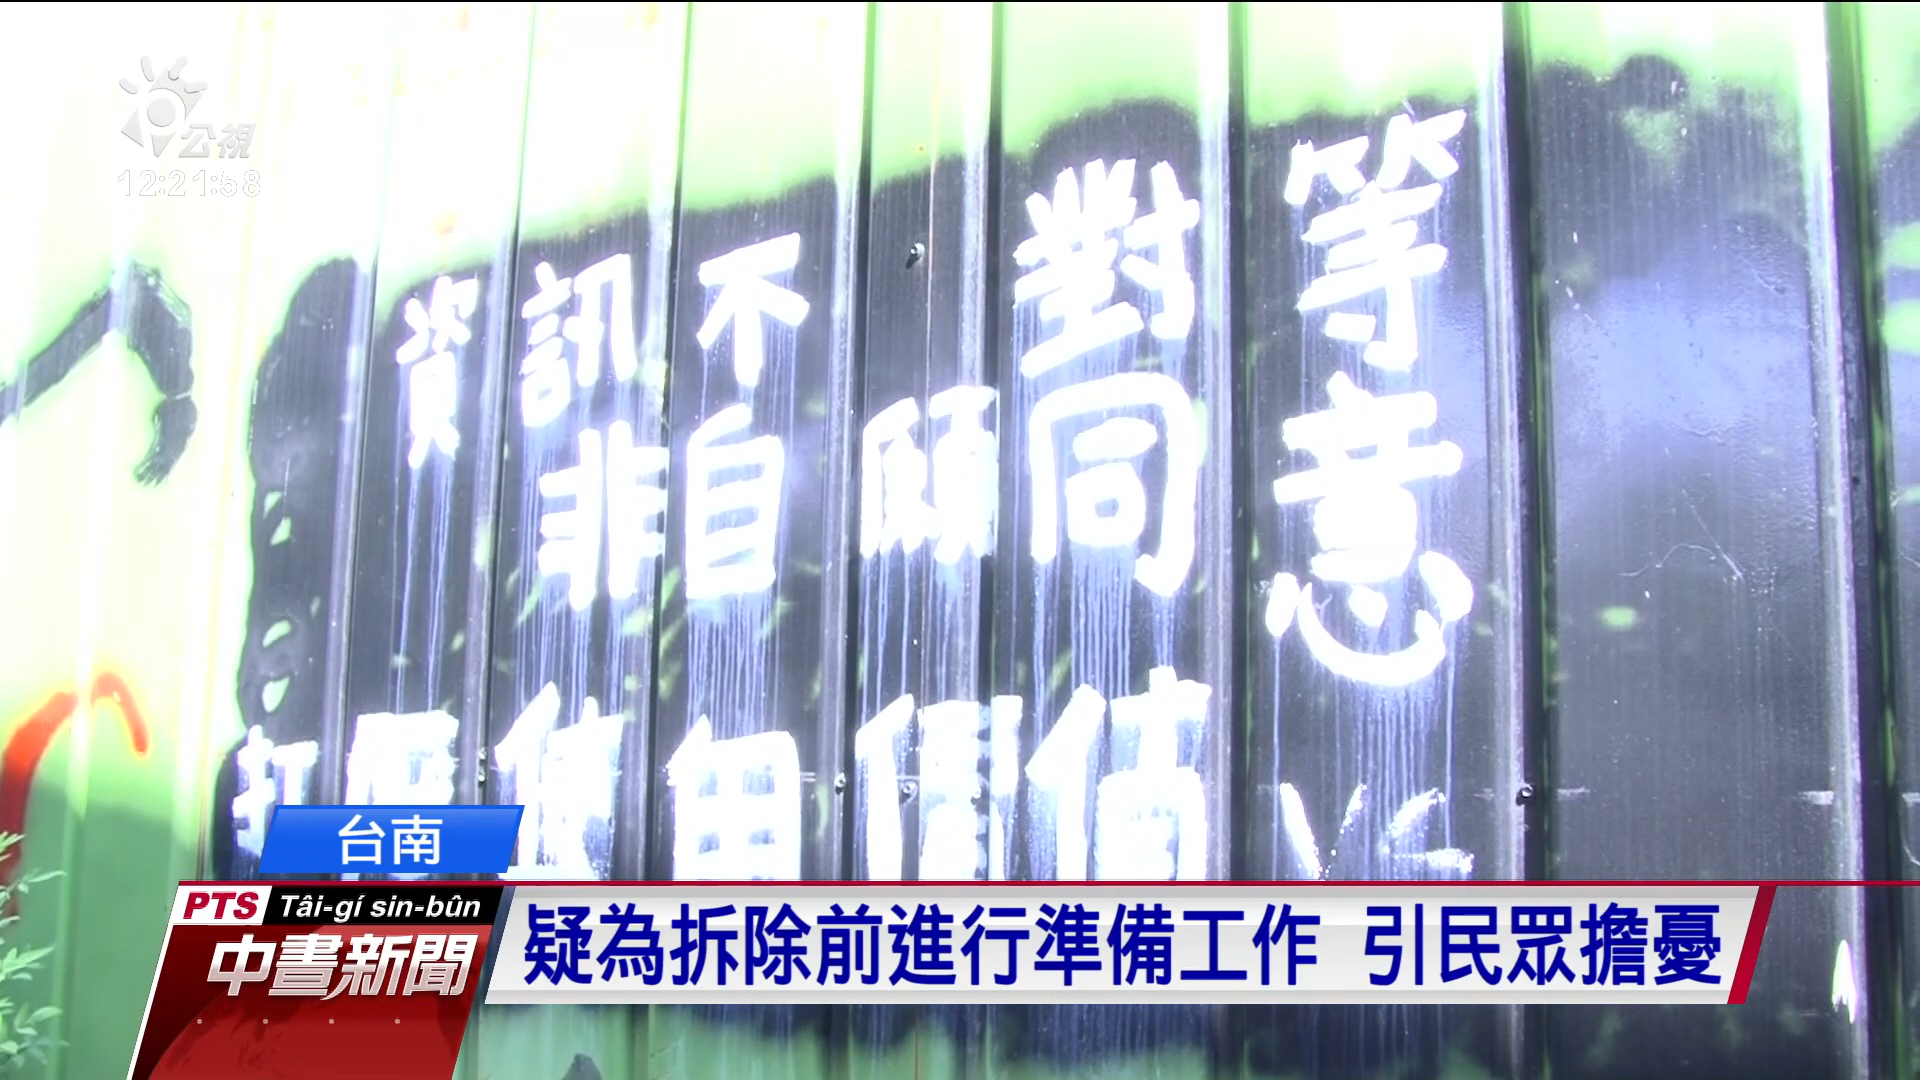 公視
12:21:58
資訊不對等
非自願同意
台南
PTS Tâi-gí sin-bûn
中晝新聞
疑為拆除前進行準備工作 引民眾擔憂